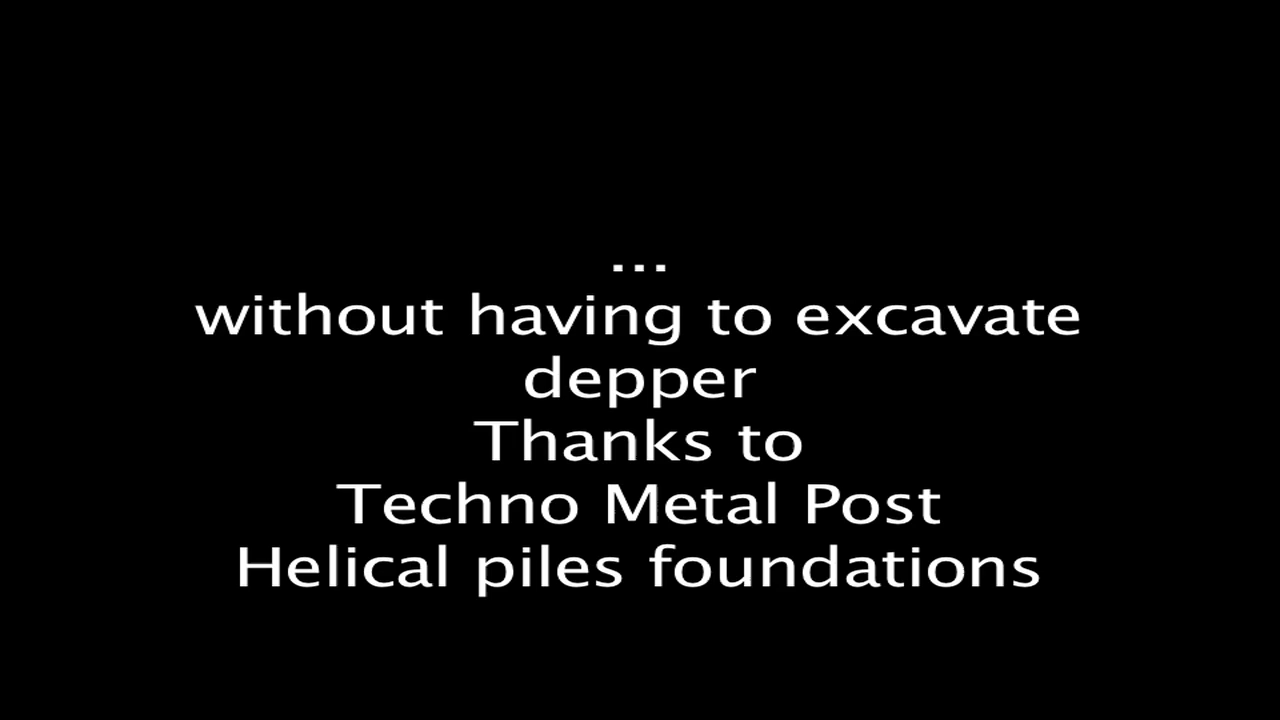 ...
without having to excavate
depper
Thanks to
Techno Metal Post
Helical piles foundations